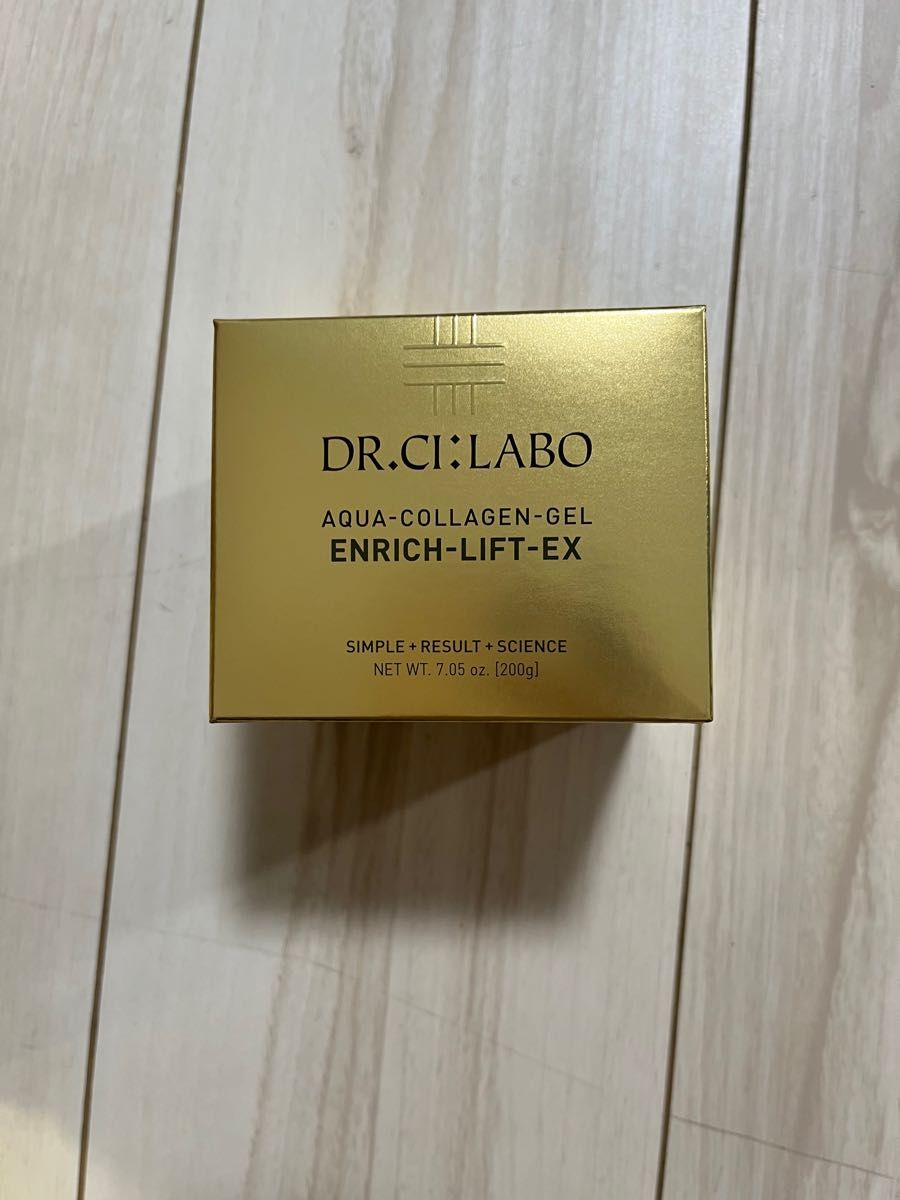 DR.CI:LABO
AQUA-COLLAGEN-GEL
ENRICH-LIFT-EX
SIMPLE + RESULT + SCIENCE
NET WT. 7.05 oz. [200g]